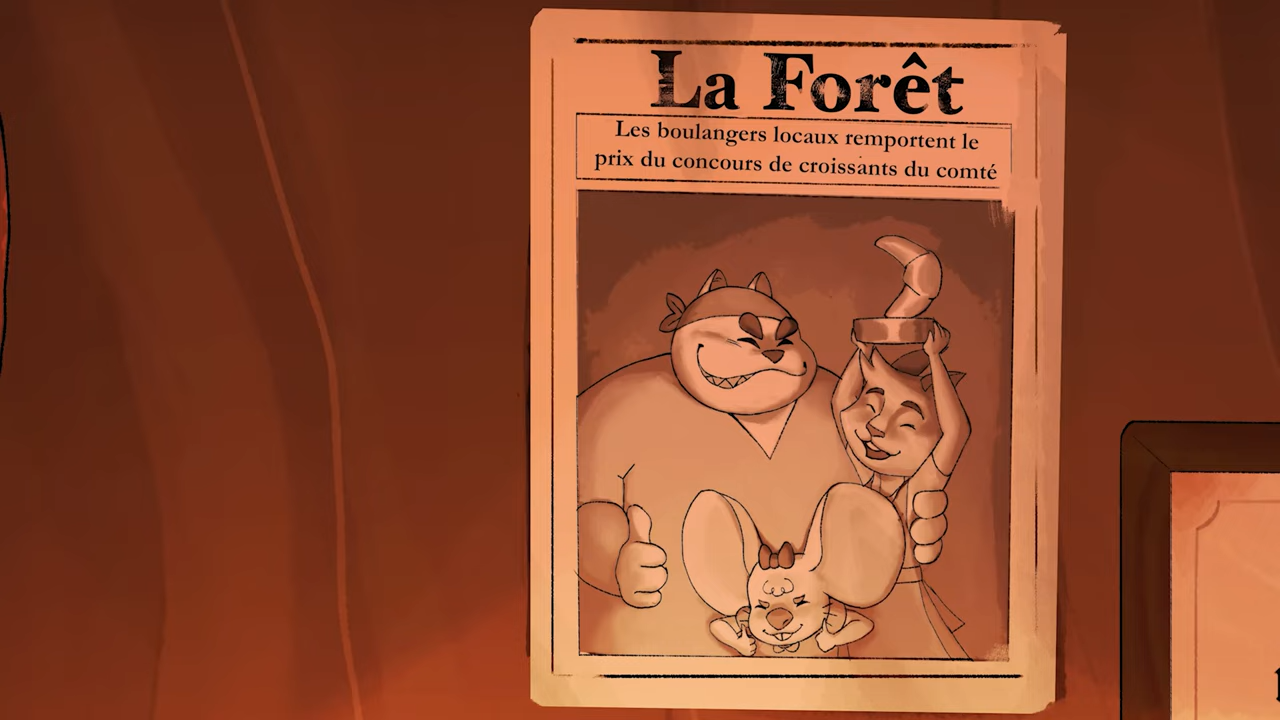 La Forêt
Les boulangers locaux remportent le
prix du concours de croissants du comté